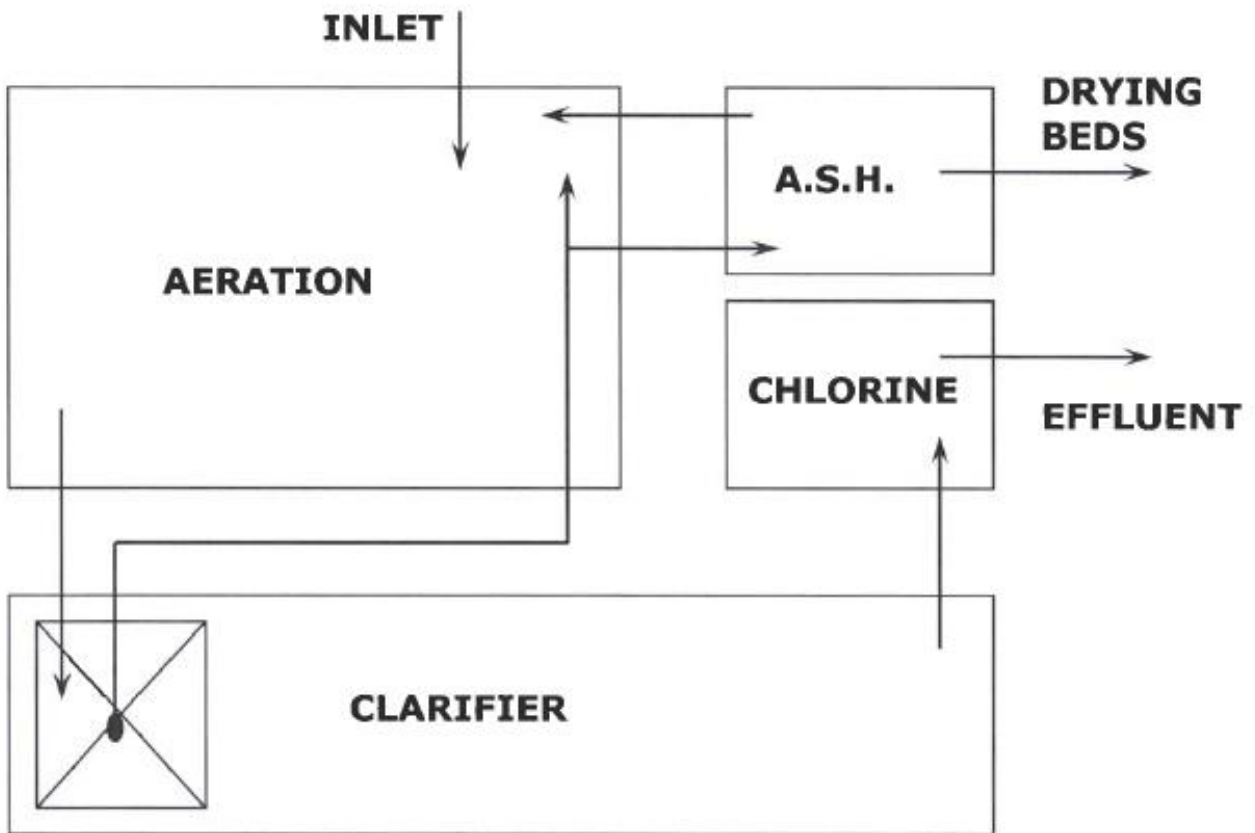 INLET
DRYING
BEDS
A.S.H.
AERATION
CHLORINE
EFFLUENT
CLARIFIER